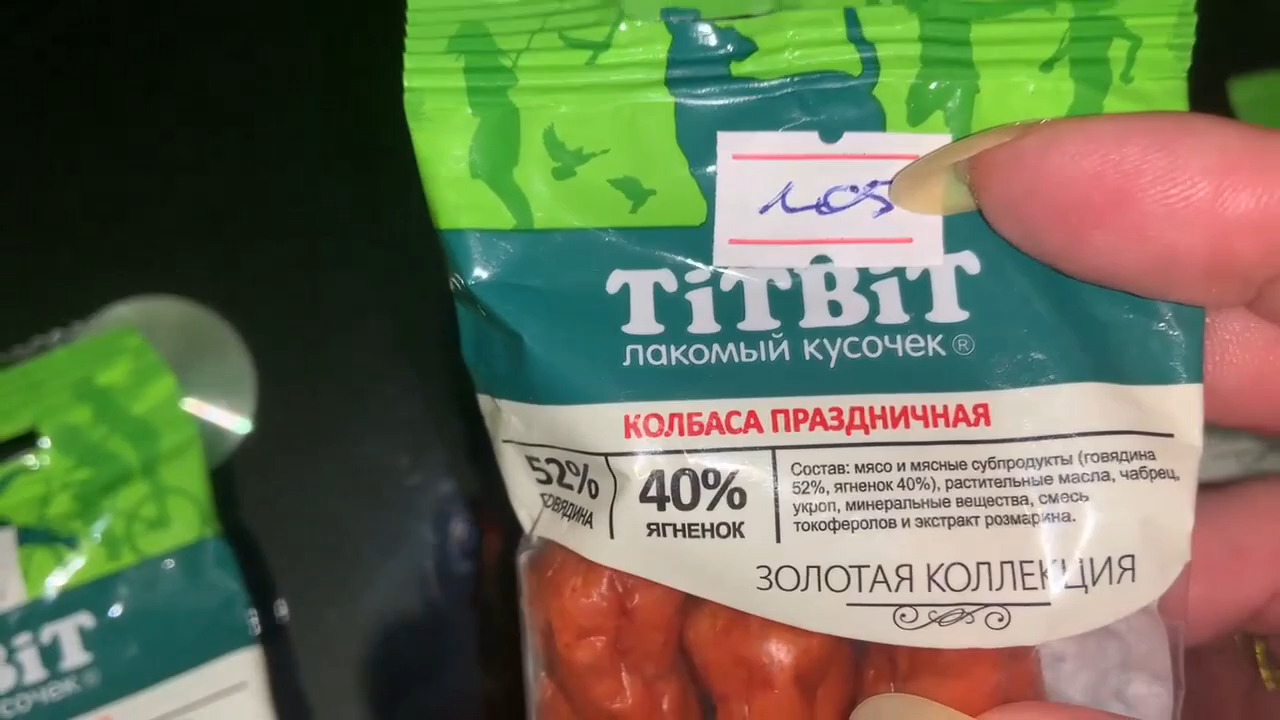 105
TiTBiT
лакомый кусочек®
КОЛБАСА ПРАЗДНИЧНАЯ
52%
ГОВЯДИНА
40%
ЯГНЕНОК
Состав: мясо и мясные субпродукты (говядина
52%, ягненок 40%), растительные масла, чабрец,
укроп, минеральные вещества, смесь
токоферолов и экстракт розмарина.
ЗОЛОТАЯ КОЛЛЕКЦИЯ
BiT
сочек®